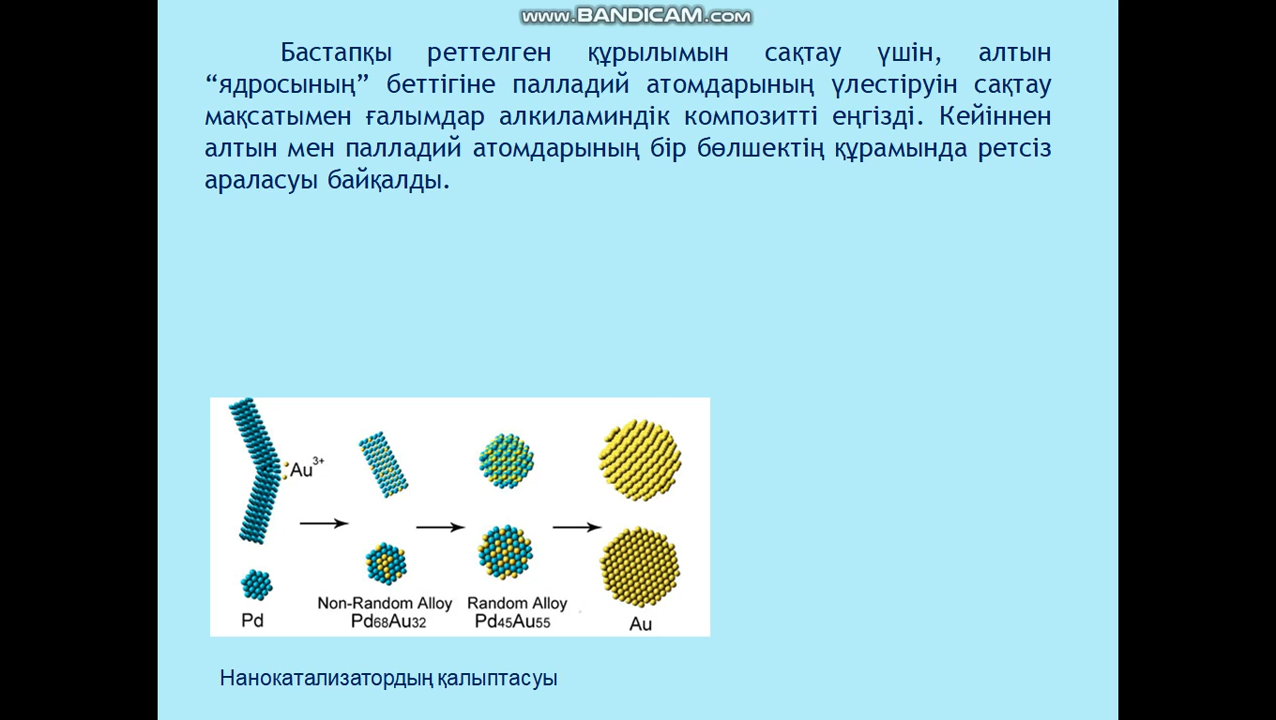 www.BANDICAM.com
Бастапқы реттелген құрылымын сақтау үшін, алтын
“ядросының” беттігіне палладий атомдарының үлестіруін сақтау
мақсатымен ғалымдар алкиламиндік композитті еңгізді. Кейіннен
алтын мен палладий атомдарының бір бөлшектің құрамында ретсіз
араласуы байқалды.
Au3+
Non-Random Alloy
Pd68Au32
Random Alloy
Pd45Au55
Pd
Au
Нанокатализатордың қалыптасуы